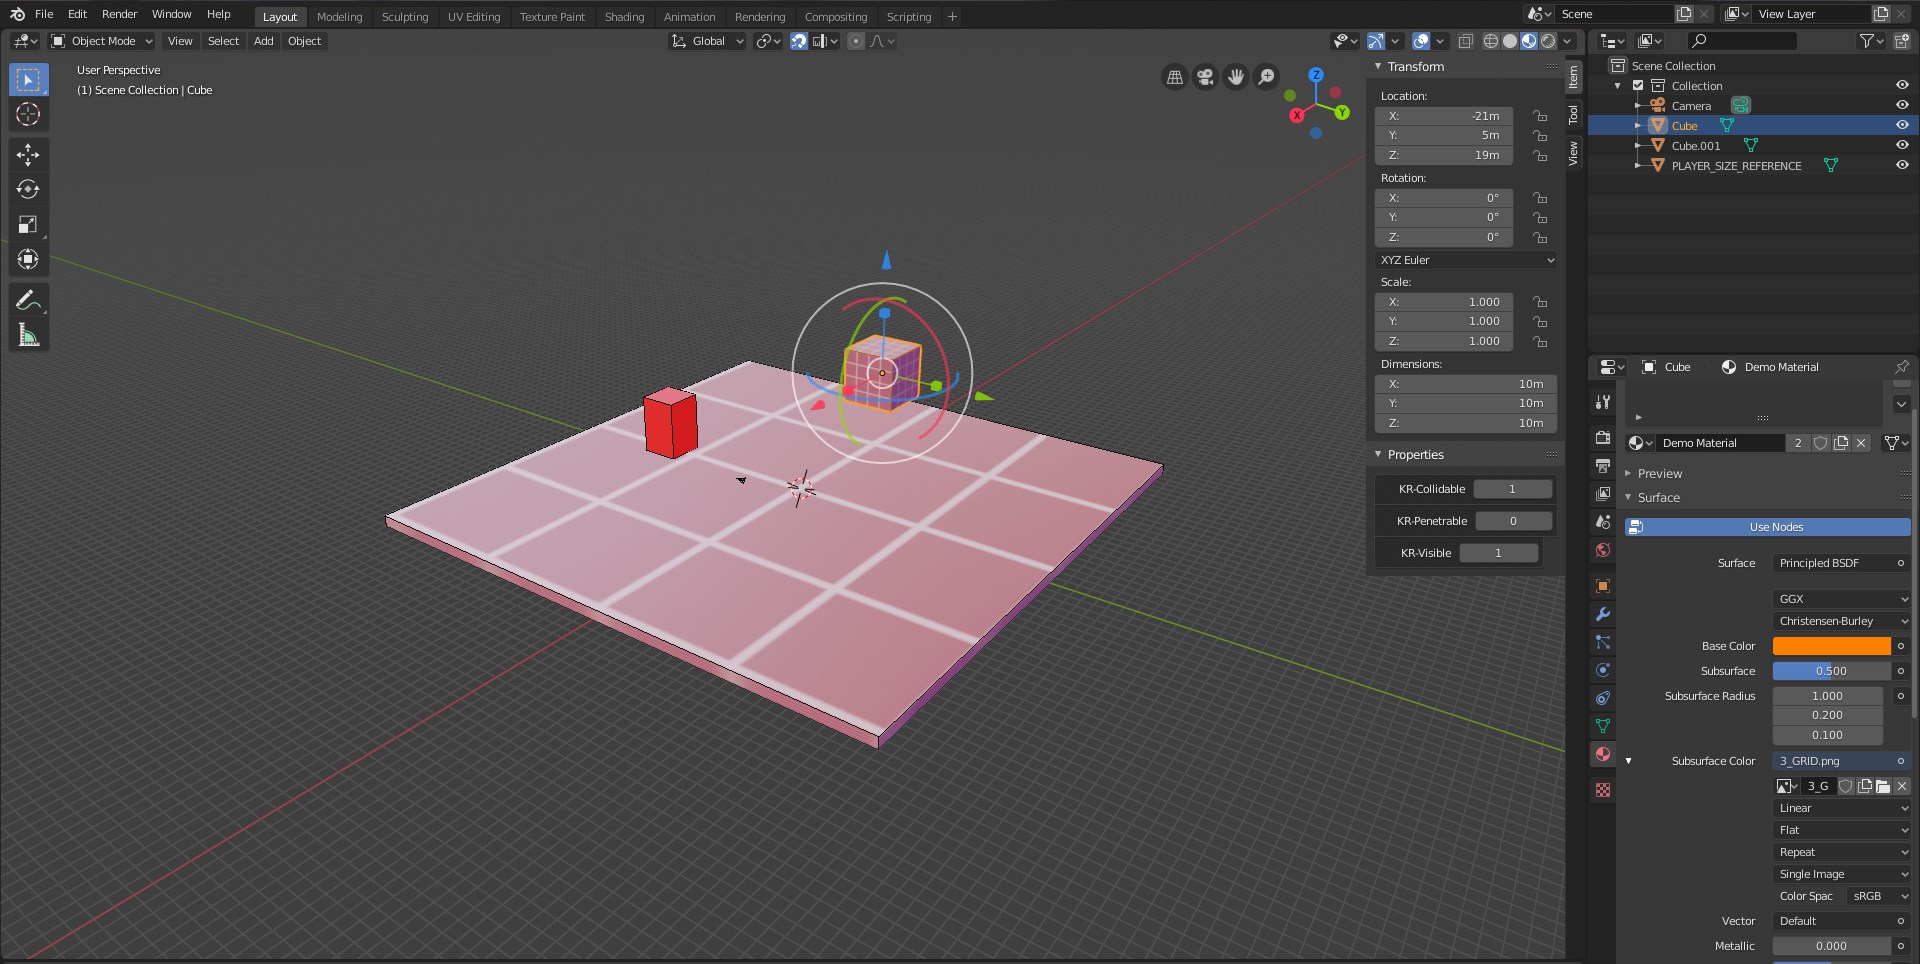 File Edit Render Window Help Layout Modeling Sculpting UV Editing Texture Paint Shading Animation Rendering Compositing Scripting + Scene View Layer
Object Mode View Select Add Object Global
User Perspective
(1) Scene Collection | Cube
Z
Y
X
Transform
Location:
X: -21m
Y: 5m
Z: 19m
Rotation:
X: 0°
Y: 0°
Z: 0°
XYZ Euler
Scale:
X: 1.000
Y: 1.000
Z: 1.000
Dimensions:
X: 10m
Y: 10m
Z: 10m
Properties
KR-Collidable 1
KR-Penetrable 0
KR-Visible 1
Item
Tool
View
Scene Collection
Collection
Camera
Cube
Cube.001
PLAYER_SIZE_REFERENCE
Cube Demo Material
Demo Material 2
Preview
Surface
Use Nodes
Surface Principled BSDF
GGX
Christensen-Burley
Base Color
Subsurface 0.500
Subsurface Radius 1.000
0.200
0.100
Subsurface Color 3_GRID.png
3_G
Linear
Flat
Repeat
Single Image
Color Spac sRGB
Vector Default
Metallic 0.000